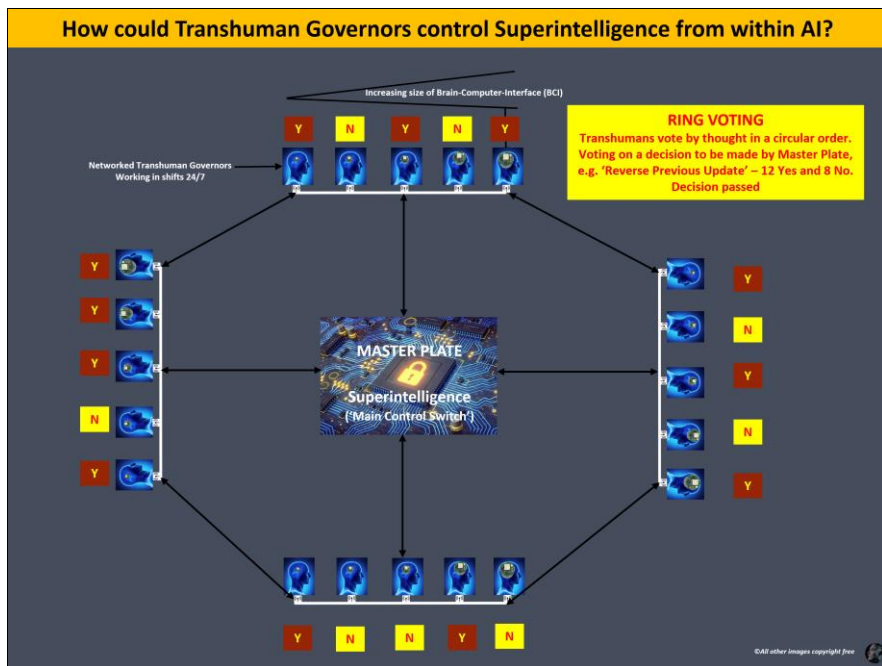 How could Transhuman Governors control Superintelligence from within AI?
Increasing size of Brain-Computer-Interface (BCI)
Y N Y N Y
RING VOTING
Transhumans vote by thought in a circular order.
Voting on a decision to be made by Master Plate,
e.g. ‘Reverse Previous Update’ – 12 Yes and 8 No.
Decision passed
Networked Transhuman Governors
Working in shifts 24/7
Y
Y
Y
N
Y
MASTER PLATE
Superintelligence
(‘Main Control Switch’)
Y
N
Y
N
Y
Y N N Y N
©All other images copyright free